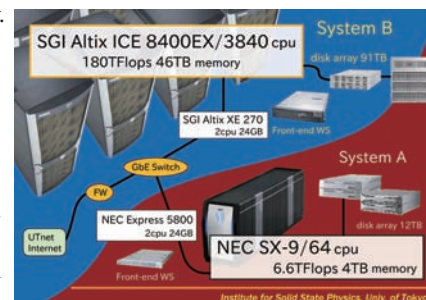 System B
SGI Altix ICE 8400EX/3840 cpu
180TFlops 46TB memory
disk array 91TB
SGI Altix XE 270
2cpu 24GB
Front-end WS
GbE Switch
System A
FW
NEC Express 5800
2cpu 24GB
disk array 12TB
UTnet
Internet
NEC SX-9/64 cpu
6.6TFlops 4TB memory
Front-end WS
Institute for Solid State Physics, Univ. of Tokyo